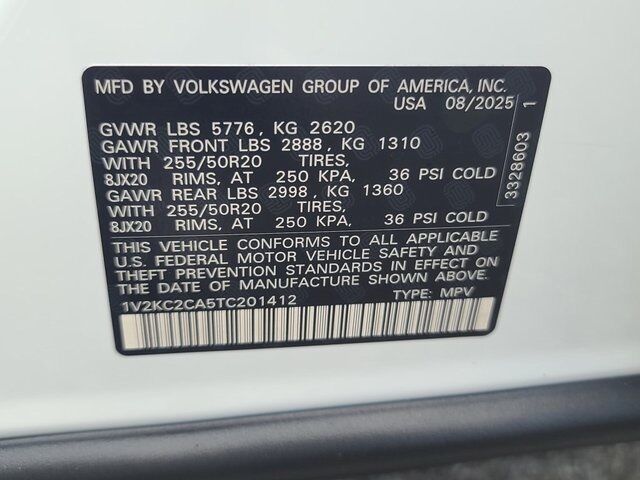 MFD BY VOLKSWAGEN GROUP OF AMERICA, INC.
USA 08/2025
1
GVWR LBS 5776, KG 2620
GAWR FRONT LBS 2888, KG 1310
WITH 255/50R20 TIRES,
8JX20 RIMS, AT 250 KPA, 36 PSI COLD
GAWR REAR LBS 2998, KG 1360
WITH 255/50R20 TIRES,
8JX20 RIMS, AT 250 KPA, 36 PSI COLD
3328603
THIS VEHICLE CONFORMS TO ALL APPLICABLE
U.S. FEDERAL MOTOR VEHICLE SAFETY AND
THEFT PREVENTION STANDARDS IN EFFECT ON
THE DATE OF MANUFACTURE SHOWN ABOVE.
1V2KC2CA5TC201412 TYPE: MPV